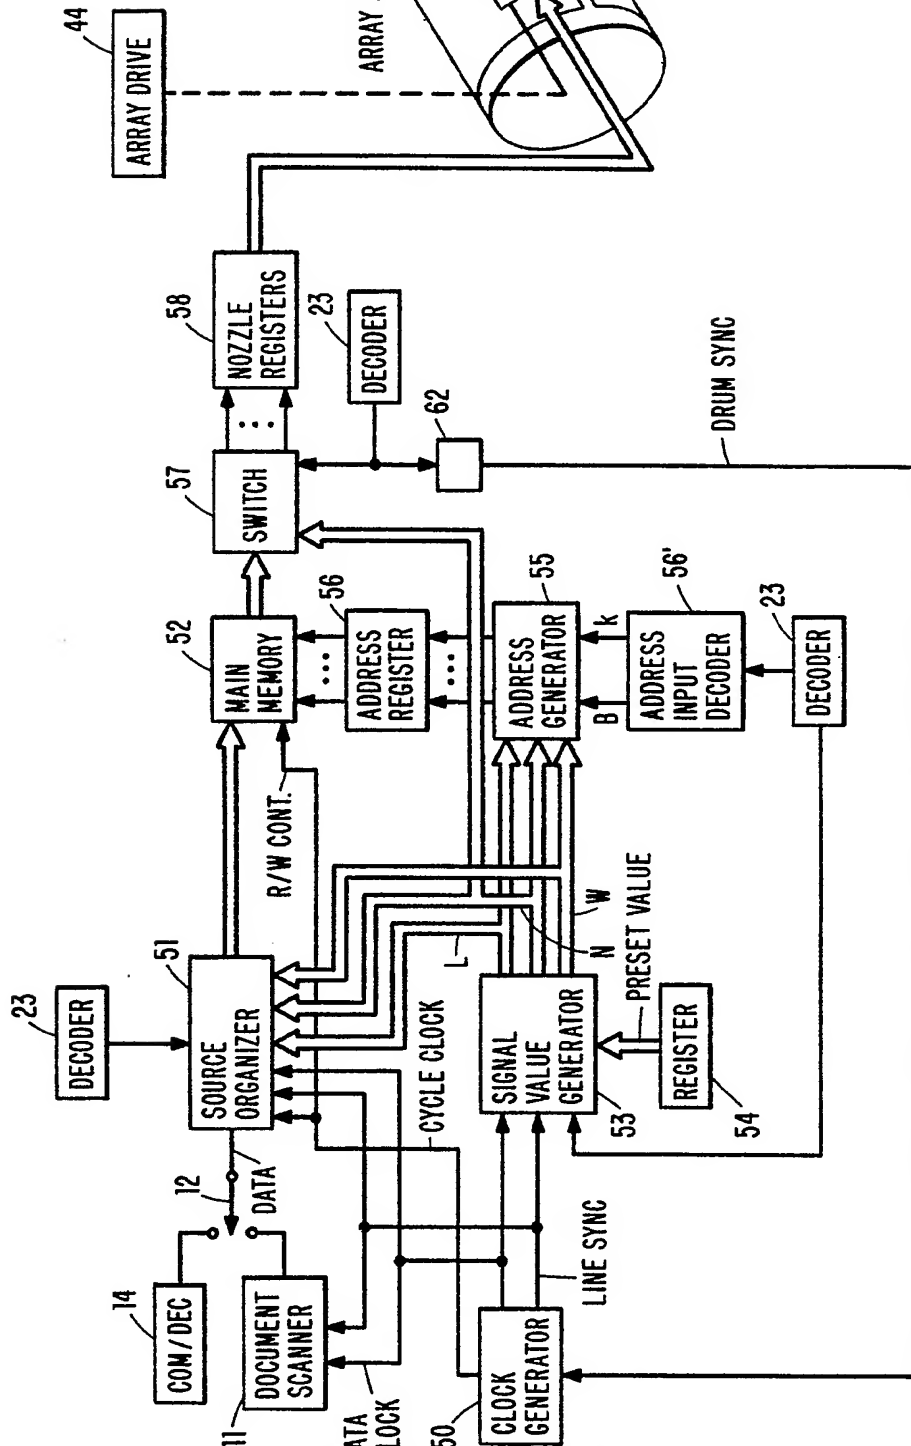 11
DOCUMENT
SCANNER
14
COM/DEC
12
DATA
23
DECODER
51
SOURCE
ORGANIZER
R/W CONT.
52
MAIN
MEMORY
57
SWITCH
58
NOZZLE
REGISTERS
44
ARRAY DRIVE
ARRAY
ATA
LOCK
CYCLE CLOCK
56
ADDRESS
REGISTER
23
DECODER
62
50
CLOCK
GENERATOR
LINE SYNC
53
SIGNAL
VALUE
GENERATOR
L
N
W
55
ADDRESS
GENERATOR
B
k
56'
ADDRESS
INPUT
DECODER
PRESET VALUE
54
REGISTER
23
DECODER
DRUM SYNC